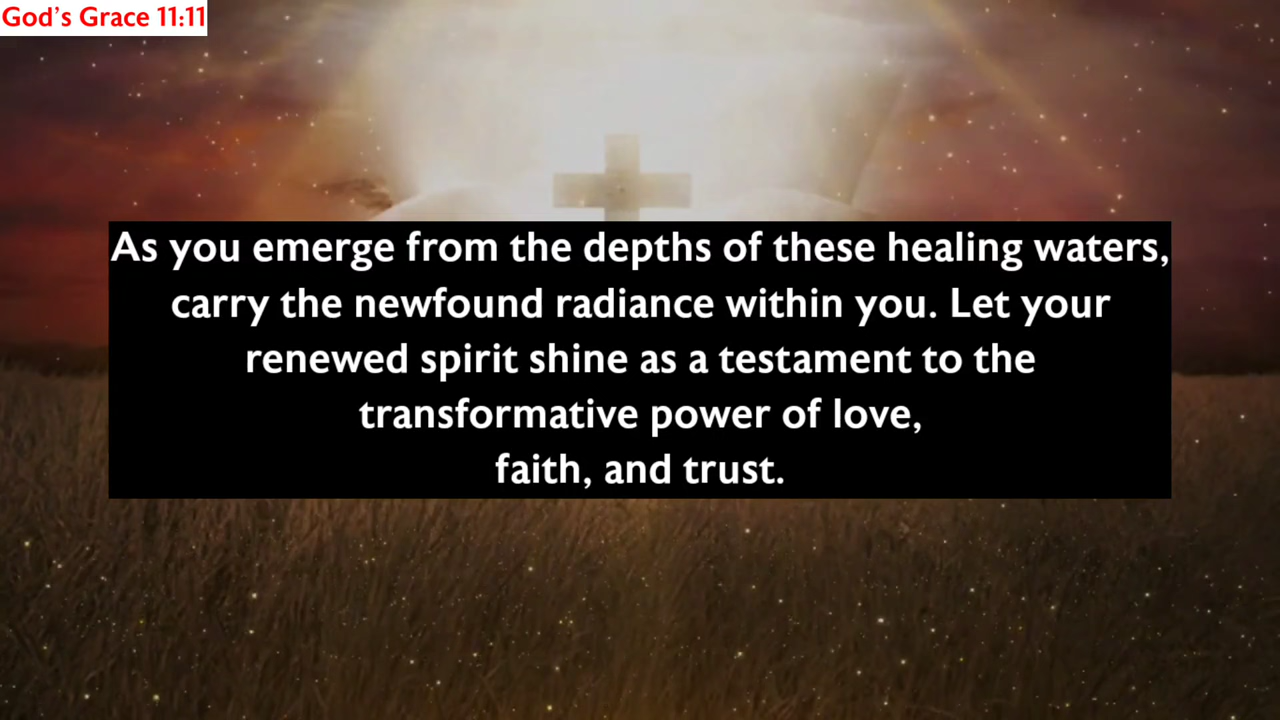 God's Grace 11:11
As you emerge from the depths of these healing waters,
carry the newfound radiance within you. Let your
renewed spirit shine as a testament to the
transformative power of love,
faith, and trust.